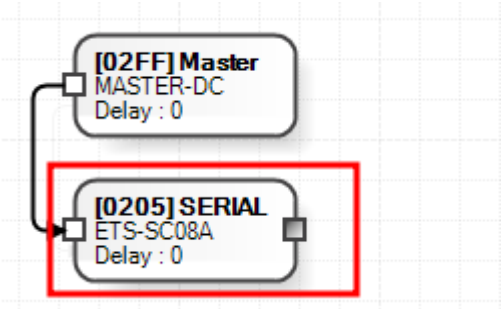 [02FF] Master
MASTER-DC
Delay : 0
[0205] SERIAL
ETS-SC08A
Delay : 0